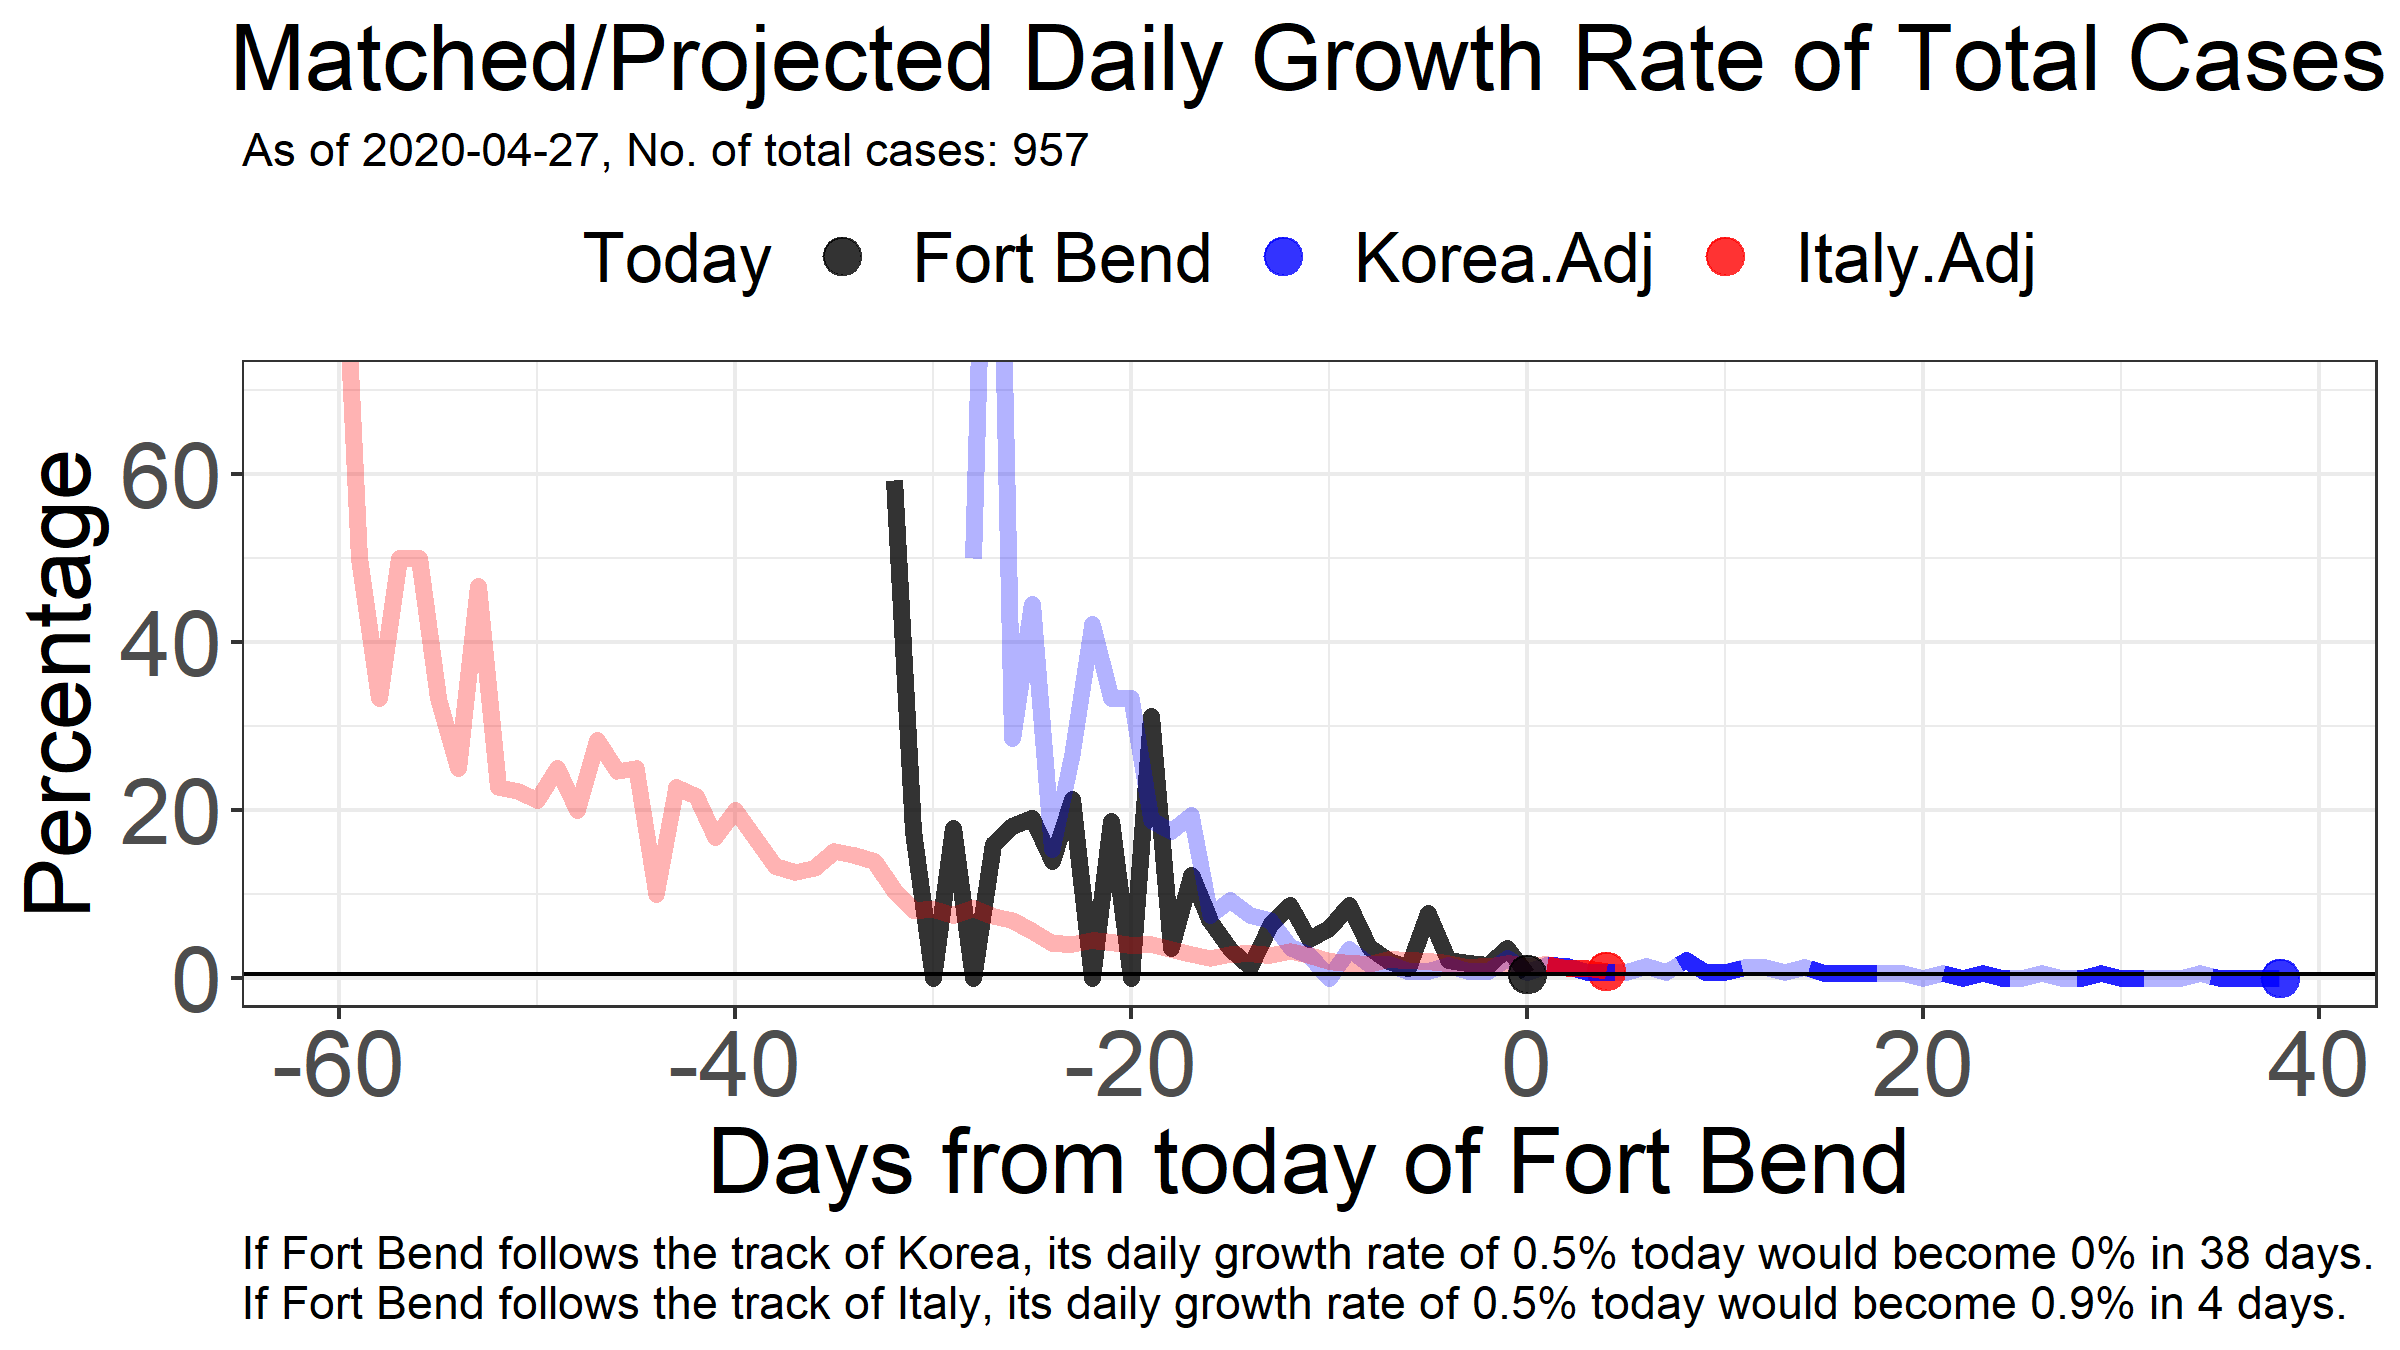 Matched/Projected Daily Growth Rate of Total Cases
As of 2020-04-27, No. of total cases: 957
Today Fort Bend Korea.Adj Italy.Adj
Percentage
60
40
20
0
-60 -40 -20 0 20 40
Days from today of Fort Bend
If Fort Bend follows the track of Korea, its daily growth rate of 0.5% today would become 0% in 38 days.
If Fort Bend follows the track of Italy, its daily growth rate of 0.5% today would become 0.9% in 4 days.